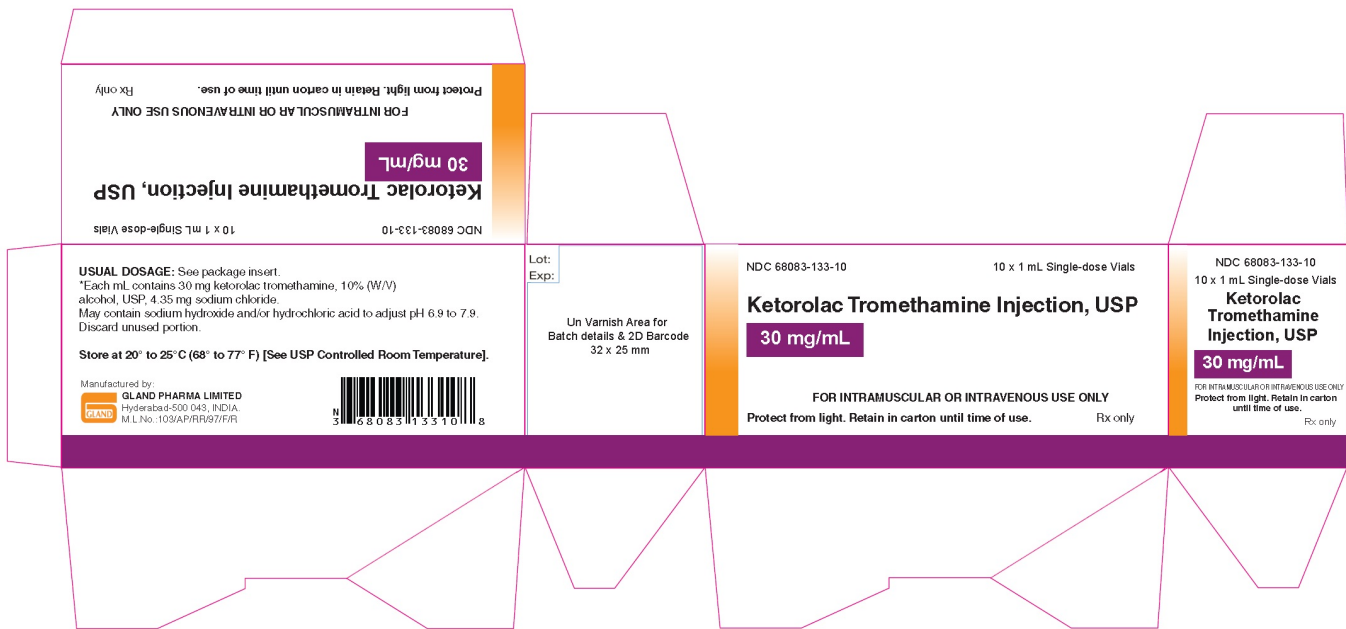 Protect from light. Retain in carton until time of use. Rx only
FOR INTRAMUSCULAR OR INTRAVENOUS USE ONLY
30 mg/mL
Ketorolac Tromethamine Injection, USP
NDC 68083-133-10 10 x 1 mL Single-dose Vials
USUAL DOSAGE: See package insert.
*Each mL contains 30 mg ketorolac tromethamine, 10% (W/V)
alcohol, USP, 4.35 mg sodium chloride.
May contain sodium hydroxide and/or hydrochloric acid to adjust pH 6.9 to 7.9.
Discard unused portion.
Store at 20° to 25°C (68° to 77° F) [See USP Controlled Room Temperature].
Manufactured by:
GLAND PHARMA LIMITED
Hyderabad-500 043, INDIA.
M.L.No.:103/AP/RR/97/F/R
GLAND
N
3 68083 13310 8
Lot:
Exp:
Un Varnish Area for
Batch details & 2D Barcode
32 x 25 mm
NDC 68083-133-10 10 x 1 mL Single-dose Vials
Ketorolac Tromethamine Injection, USP
30 mg/mL
FOR INTRAMUSCULAR OR INTRAVENOUS USE ONLY
Protect from light. Retain in carton until time of use. Rx only
NDC 68083-133-10
10 x 1 mL Single-dose Vials
Ketorolac
Tromethamine
Injection, USP
30 mg/mL
FOR INTRAMUSCULAR OR INTRAVENOUS USE ONLY
Protect from light. Retain in carton
until time of use.
Rx only